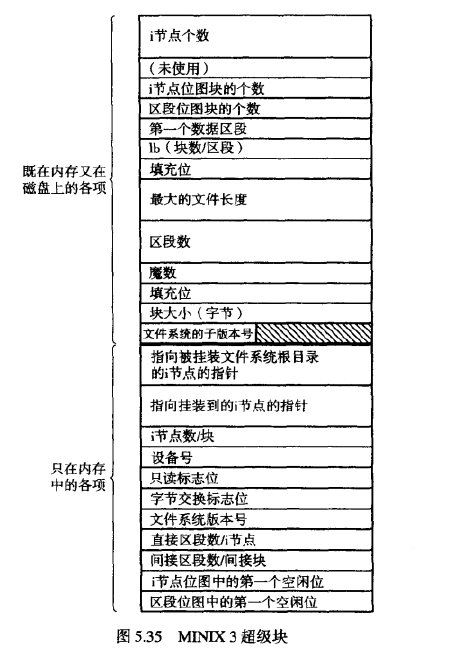 i节点个数
(未使用)
i节点位图块的个数
区段位图块的个数
第一个数据区段
lb(块数/区段)
填充位
既在内存又在
磁盘上的各项
最大的文件长度
区段数
魔数
填充位
块大小(字节)
文件系统的子版本号
指向被挂装文件系统根目录
的i节点的指针
指向挂装到的i节点的指针
i节点数/块
设备号
只在内存
中的各项
只读标志位
字节交换标志位
文件系统版本号
直接区段数/i节点
间接区段数/间接块
i节点位图中的第一个空闲位
区段位图中的第一个空闲位
图 5.35 MINIX 3 超级块